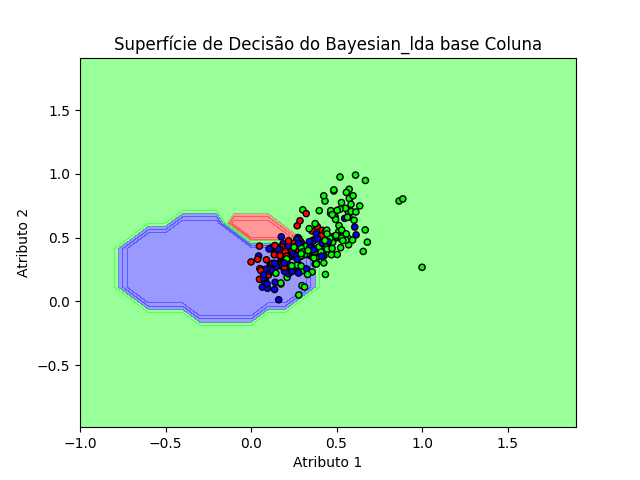 Superfície de Decisão do Bayesian_lda base Coluna
1.5
1.0
0.5
0.0
−0.5
Atributo 2
−1.0 −0.5 0.0 0.5 1.0 1.5
Atributo 1